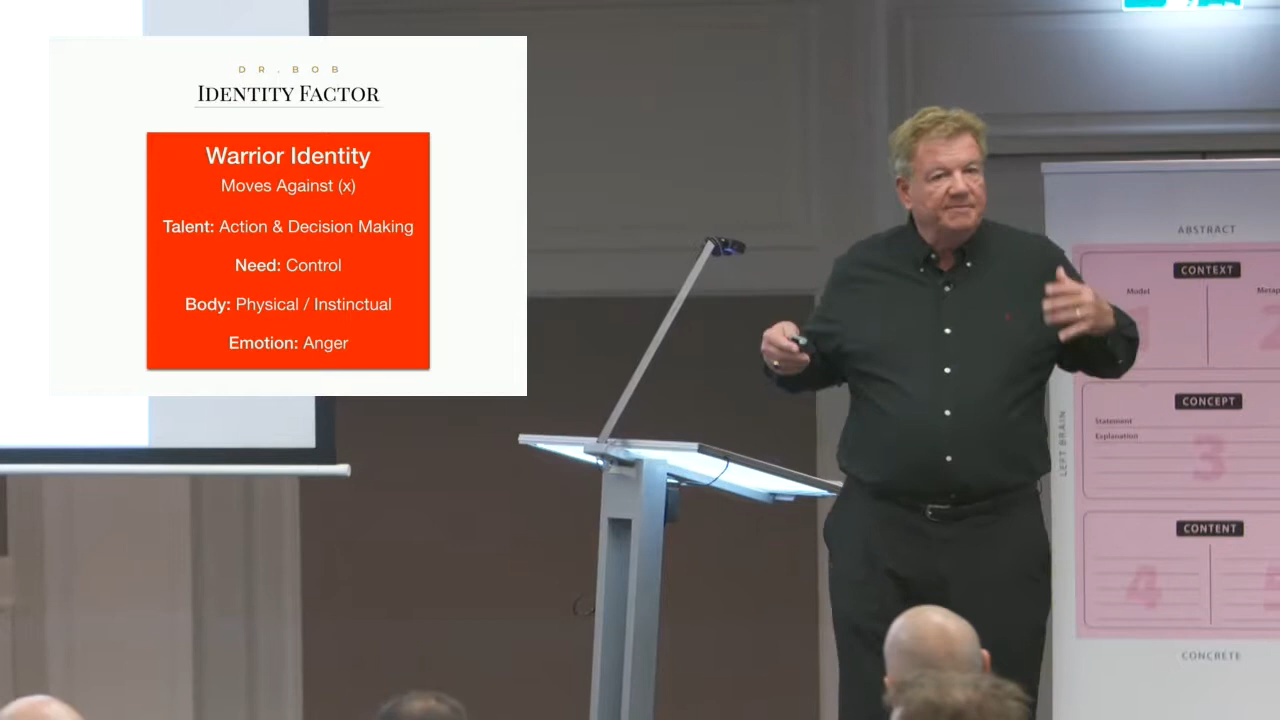 DR. BOB
IDENTITY FACTOR
Warrior Identity
Moves Against (x)
Talent: Action & Decision Making
Need: Control
Body: Physical / Instinctual
Emotion: Anger
ABSTRACT
CONTEXT
Model
LEFT BRAIN
CONCEPT
Statement
Explanation
3
CONTENT
4
CONCRETE